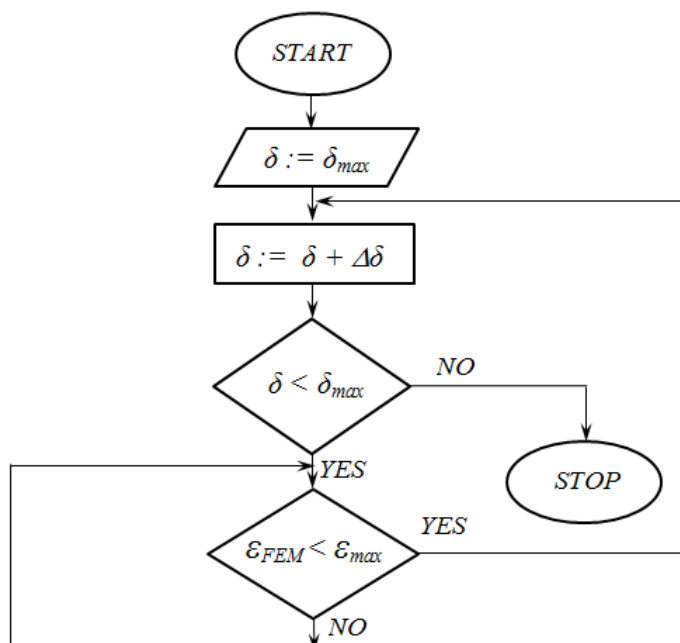 START
δ := δmax
δ := δ + Δδ
δ < δmax
NO
YES
STOP
εFEM < εmax
YES
NO